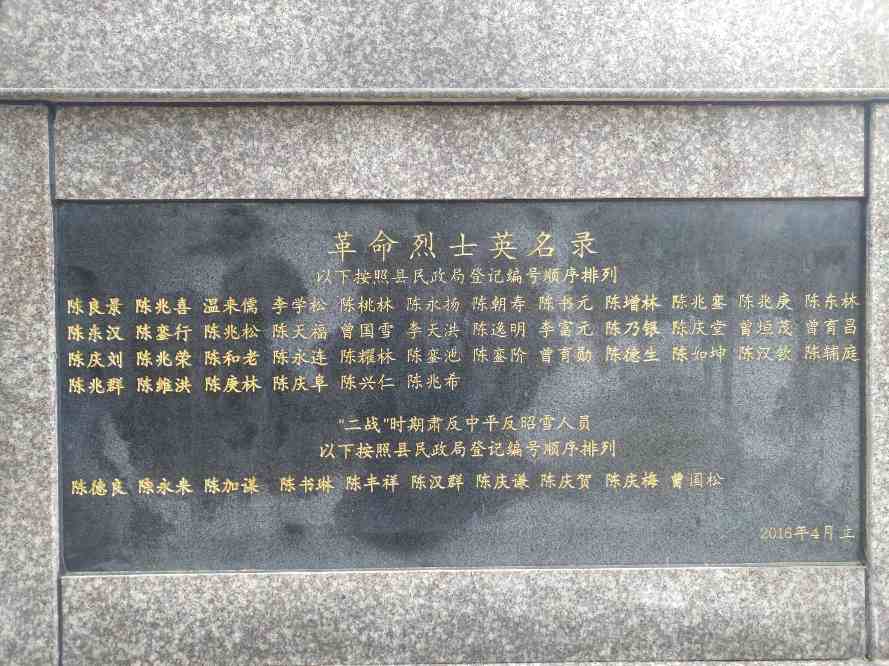 革命烈士英名录
以下按照县民政局登记编号顺序排列
陈良景 陈兆喜 温来儒 李学松 陈桃林 陈永扬 陈朝寿 陈书元 陈增林 陈兆銮 陈兆庚 陈东林
陈东汉 陈銮行 陈兆松 陈天福 曾国雪 李天洪 陈逸明 李富元 陈乃银 陈庆堂 曾垣茂 曾育昌
陈庆刘 陈兆荣 陈和老 陈永连 陈耀林 陈銮池 陈銮阶 曾育勋 陈德生 陈如坤 陈汉钦 陈辅庭
陈兆群 陈维洪 陈庚林 陈庆阜 陈兴仁 陈兆希
"二战"时期肃反中平反昭雪人员
以下按照县民政局登记编号顺序排列
陈德良 陈永来 陈加谋 陈书琳 陈丰祥 陈汉群 陈庆谦 陈庆贺 陈庆梅 曾国松
2016年4月立